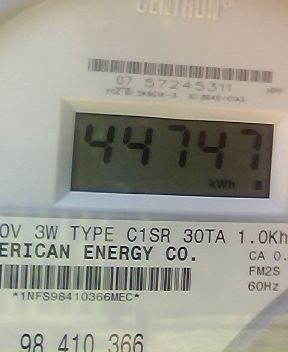 CENTRON®
07 57245311
44747
kWh
0V 3W TYPE C1SR 30TA 1.0Kh
ERICAN ENERGY CO.
CA 0.
FM2S
60Hz
*1NFS98410366MEC*
98 410 366